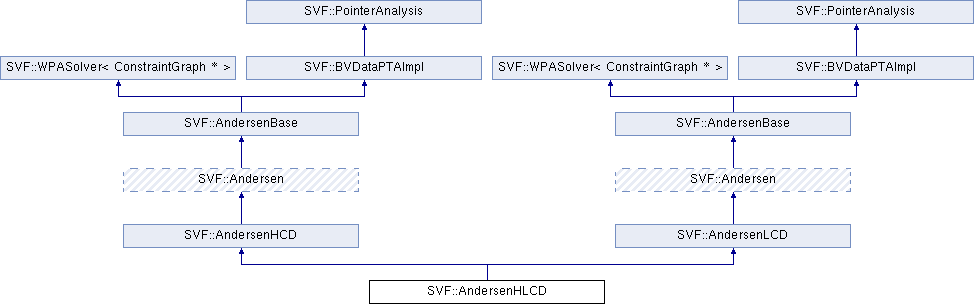 SVF::PointerAnalysis SVF::PointerAnalysis
SVF::WPASolver< ConstraintGraph * > SVF::BVDataPTAImpl SVF::WPASolver< ConstraintGraph * > SVF::BVDataPTAImpl
SVF::AndersenBase SVF::AndersenBase
SVF::Andersen SVF::Andersen
SVF::AndersenHCD SVF::AndersenLCD
SVF::AndersenHLCD